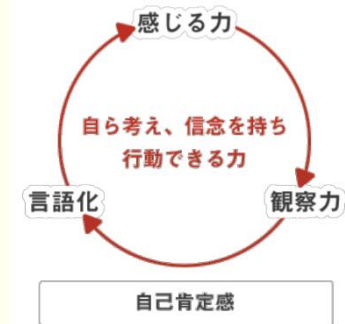 感じる力
自ら考え、信念を持ち
行動できる力
言語化
観察力
自己肯定感